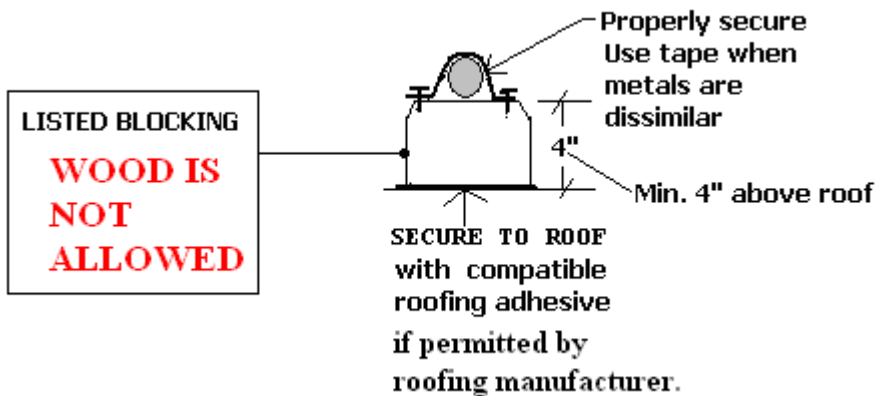 Properly secure
Use tape when
metals are
dissimilar
LISTED BLOCKING
WOOD IS
NOT
ALLOWED
4"
Min. 4" above roof
SECURE TO ROOF
with compatible
roofing adhesive
if permitted by
roofing manufacturer.